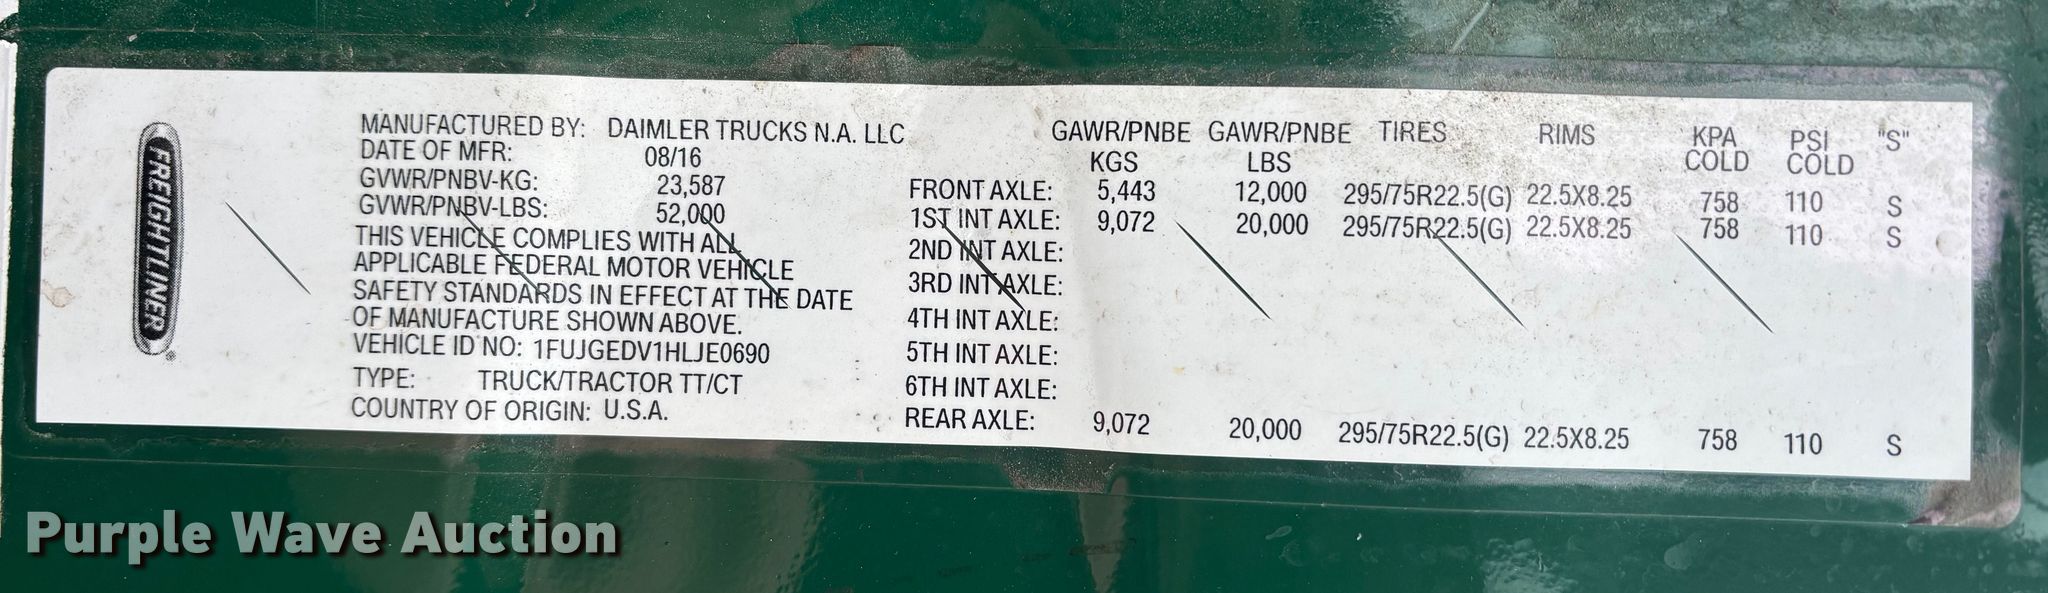 FREIGHTLINER®
MANUFACTURED BY: DAIMLER TRUCKS N.A. LLC
DATE OF MFR: 08/16
GVWR/PNBV-KG: 23,587
GVWR/PNBV-LBS: 52,000
THIS VEHICLE COMPLIES WITH ALL
APPLICABLE FEDERAL MOTOR VEHICLE
SAFETY STANDARDS IN EFFECT AT THE DATE
OF MANUFACTURE SHOWN ABOVE.
VEHICLE ID NO: 1FUJGEDV1HLJE0690
TYPE: TRUCK/TRACTOR TT/CT
COUNTRY OF ORIGIN: U.S.A.
GAWR/PNBE GAWR/PNBE TIRES RIMS KPA PSI "S"
KGS LBS COLD COLD
FRONT AXLE: 5,443 12,000 295/75R22.5(G) 22.5X8.25 758 110 S
1ST INT AXLE: 9,072 20,000 295/75R22.5(G) 22.5X8.25 758 110 S
2ND INT AXLE:
3RD INT AXLE:
4TH INT AXLE:
5TH INT AXLE:
6TH INT AXLE:
REAR AXLE: 9,072 20,000 295/75R22.5(G) 22.5X8.25 758 110 S
Purple Wave Auction